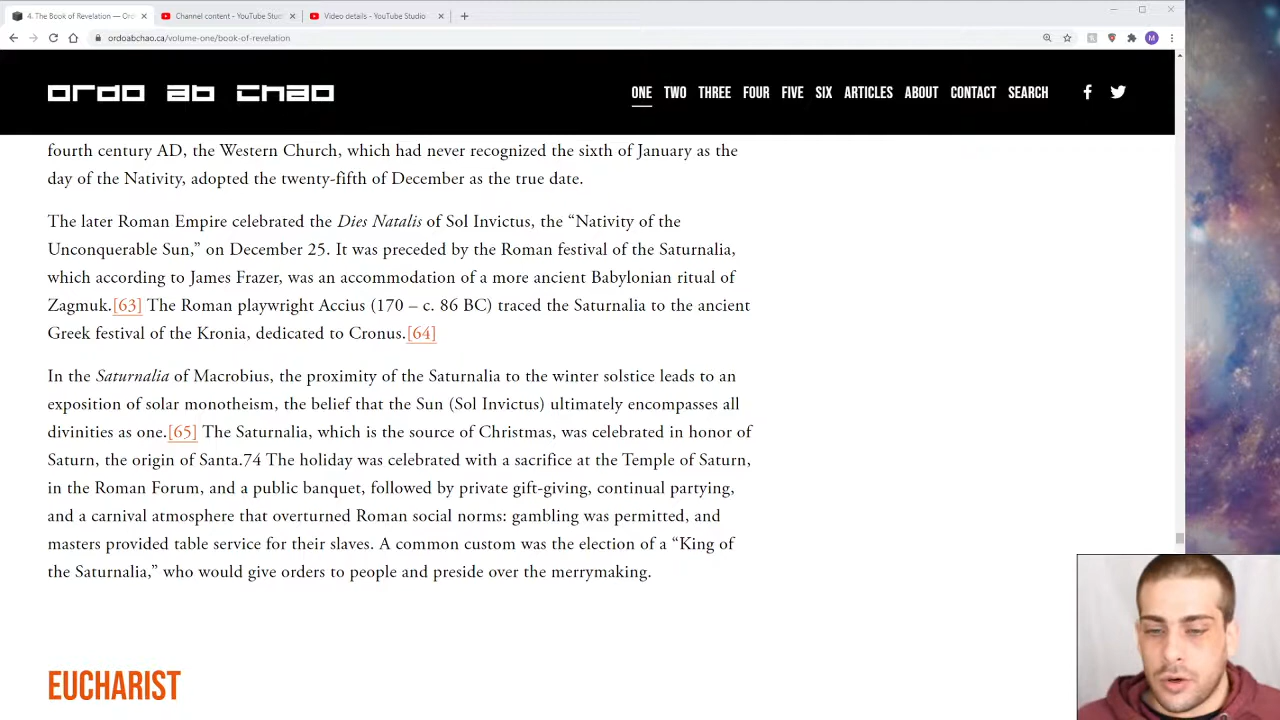 4. The Book of Revelation — Or
Channel content - YouTube Stu
Video details - YouTube Studio
ordoabchao.ca/volume-one/book-of-revelation
M
ordo ab chao
ONE TWO THREE FOUR FIVE SIX ARTICLES ABOUT CONTACT SEARCH
fourth century AD, the Western Church, which had never recognized the sixth of January as the
day of the Nativity, adopted the twenty-fifth of December as the true date.
The later Roman Empire celebrated the Dies Natalis of Sol Invictus, the “Nativity of the
Unconquerable Sun,” on December 25. It was preceded by the Roman festival of the Saturnalia,
which according to James Frazer, was an accommodation of a more ancient Babylonian ritual of
Zagmuk.[63] The Roman playwright Accius (170 – c. 86 BC) traced the Saturnalia to the ancient
Greek festival of the Kronia, dedicated to Cronus.[64]
In the Saturnalia of Macrobius, the proximity of the Saturnalia to the winter solstice leads to an
exposition of solar monotheism, the belief that the Sun (Sol Invictus) ultimately encompasses all
divinities as one.[65] The Saturnalia, which is the source of Christmas, was celebrated in honor of
Saturn, the origin of Santa.74 The holiday was celebrated with a sacrifice at the Temple of Saturn,
in the Roman Forum, and a public banquet, followed by private gift-giving, continual partying,
and a carnival atmosphere that overturned Roman social norms: gambling was permitted, and
masters provided table service for their slaves. A common custom was the election of a “King of
the Saturnalia,” who would give orders to people and preside over the merrymaking.
EUCHARIST